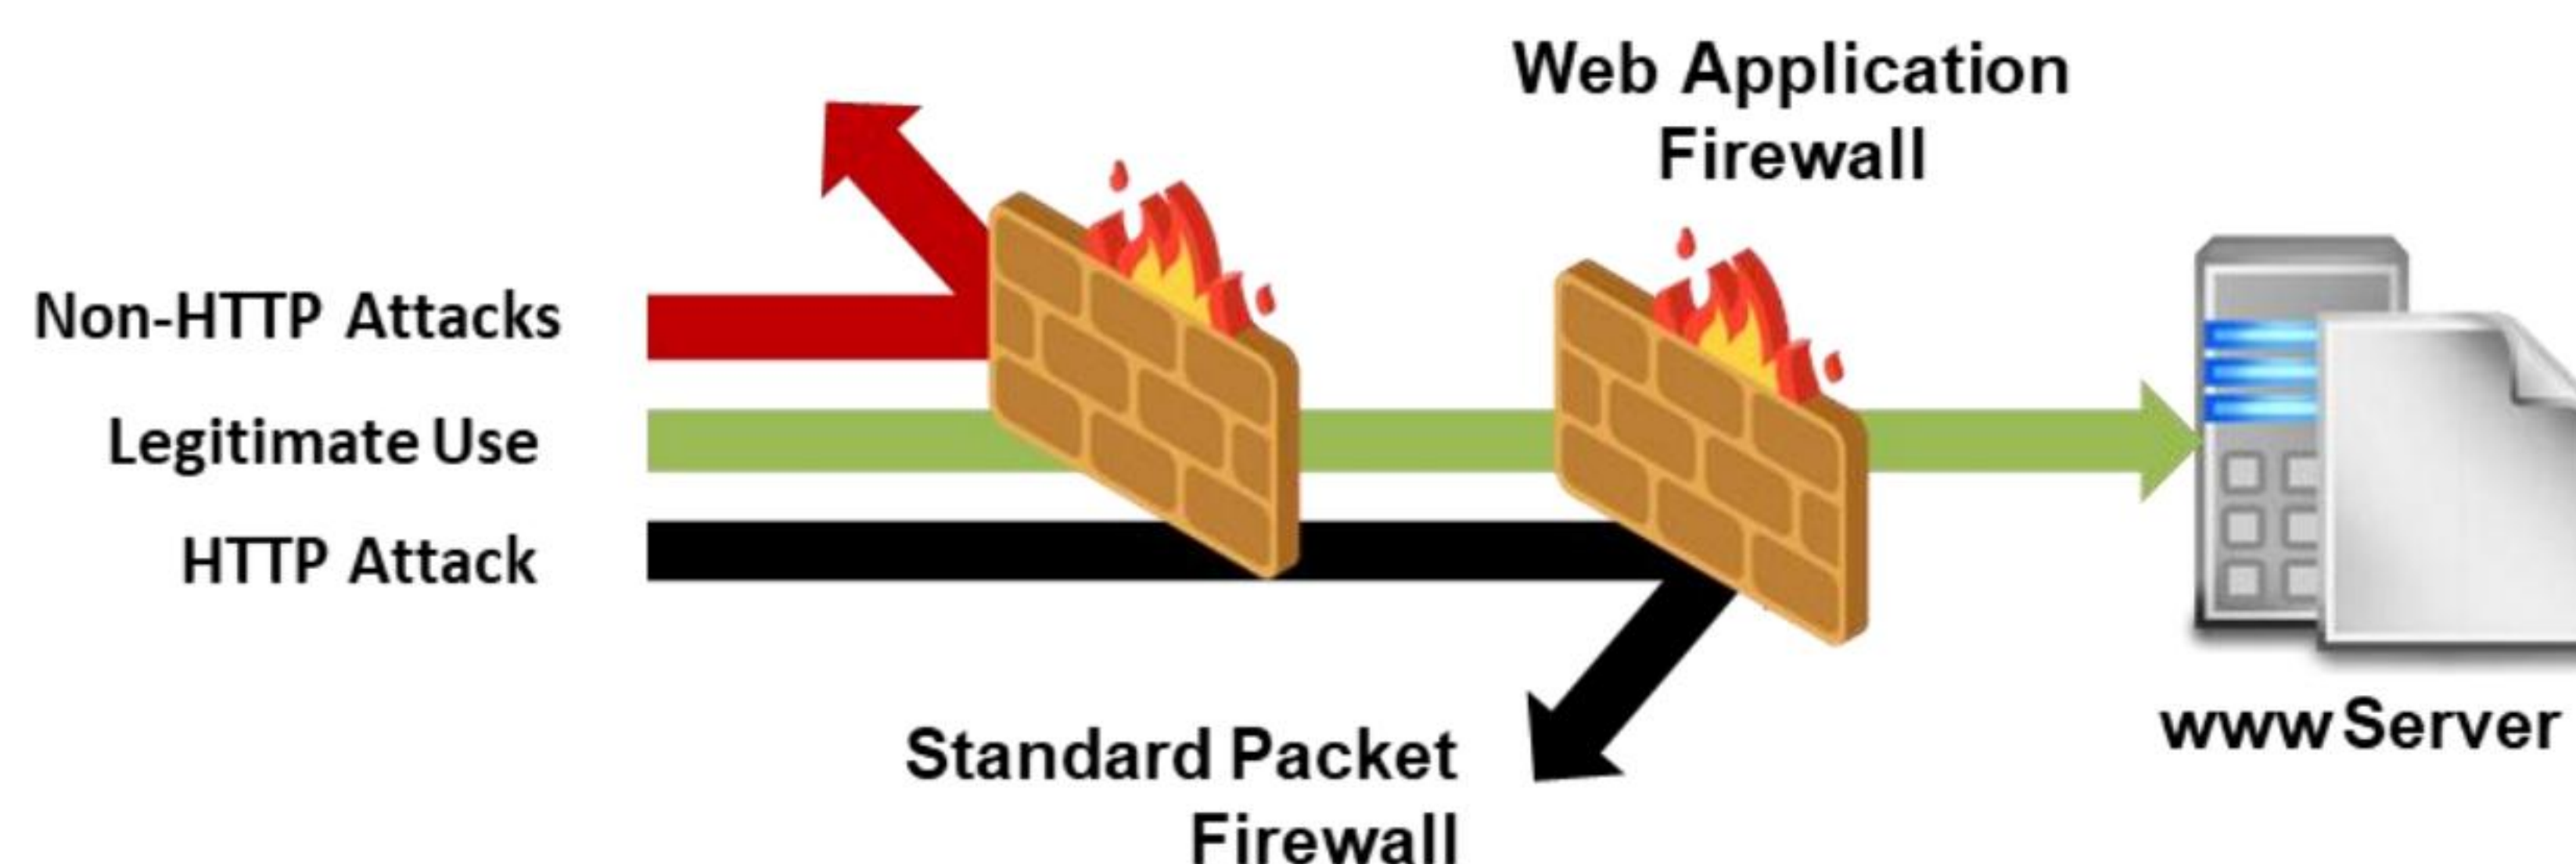 Web Application
Firewall
Non-HTTP Attacks
Legitimate Use
HTTP Attack
Standard Packet
Firewall
www Server